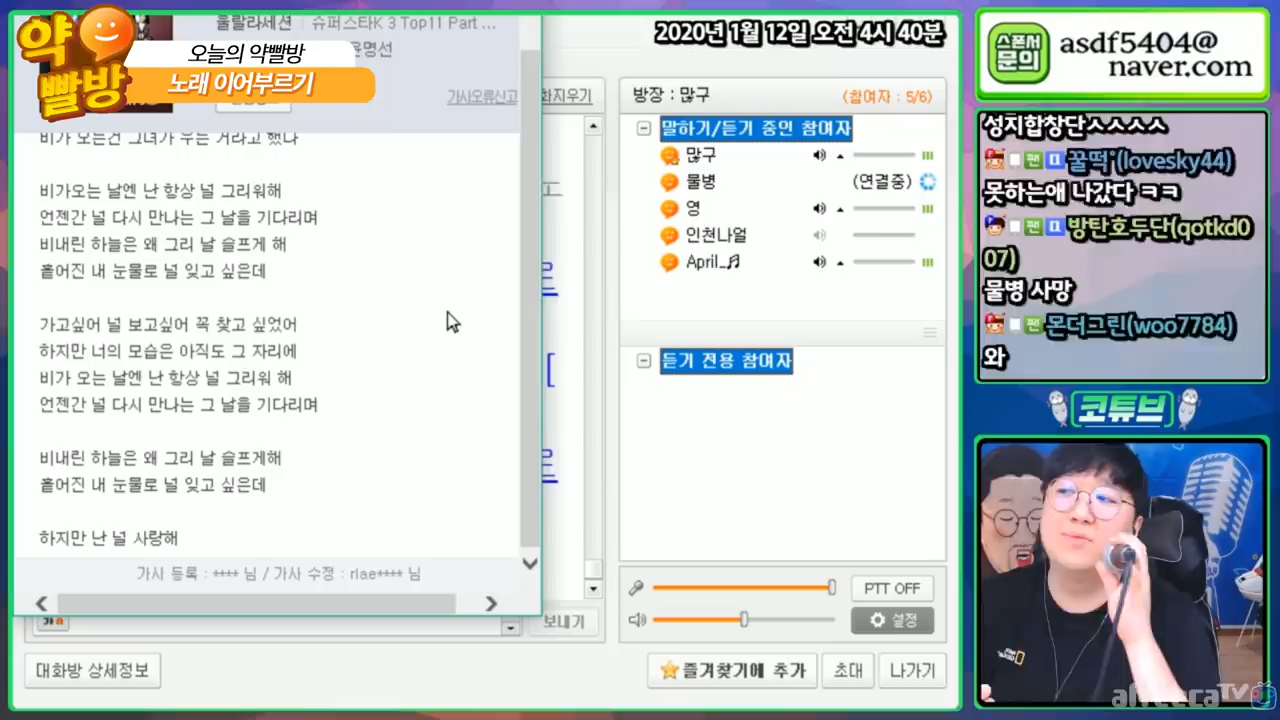 약빨방
오늘의 약빨방
노래 이어부르기
울랄라세션 | 슈퍼스타K 3 Top11 Part ...
윤명선
가사오류신고
화지우기
비가 오는건 그녀가 우는 거라고 했다
비가오는 날엔 난 항상 널 그리워해
언젠간 널 다시 만나는 그 날을 기다리며
비내린 하늘은 왜 그리 날 슬프게 해
흩어진 내 눈물로 널 잊고 싶은데
가고싶어 널 보고싶어 꼭 찾고 싶었어
하지만 너의 모습은 아직도 그 자리에
비가 오는 날엔 난 항상 널 그리워 해
언젠간 널 다시 만나는 그 날을 기다리며
비내린 하늘은 왜 그리 날 슬프게해
흩어진 내 눈물로 널 잊고 싶은데
하지만 난 널 사랑해
가사 등록 : **** 님 / 가사 수정 : rlae**** 님
보내기
대화방 상세정보
2020년 1월 12일 오전 4시 40분
방장 : 많구
(참여자 : 5/6)
말하기/듣기 중인 참여자
많구
물병
(연결중)
영
인천나얼
April_♬
듣기 전용 참여자
PTT OFF
설정
즐겨찾기에 추가
초대
나가기
스폰서
문의
asdf5404@
naver.com
성지합창단ㅅㅅㅅㅅ
팬 꿀떡°(lovesky44)
못하는애 나갔다 ㅋㅋ
팬 방탄호두단(qotkd0
07)
물병 사망
팬 몬더그린(woo7784)
와
코튜브
afreecaTV